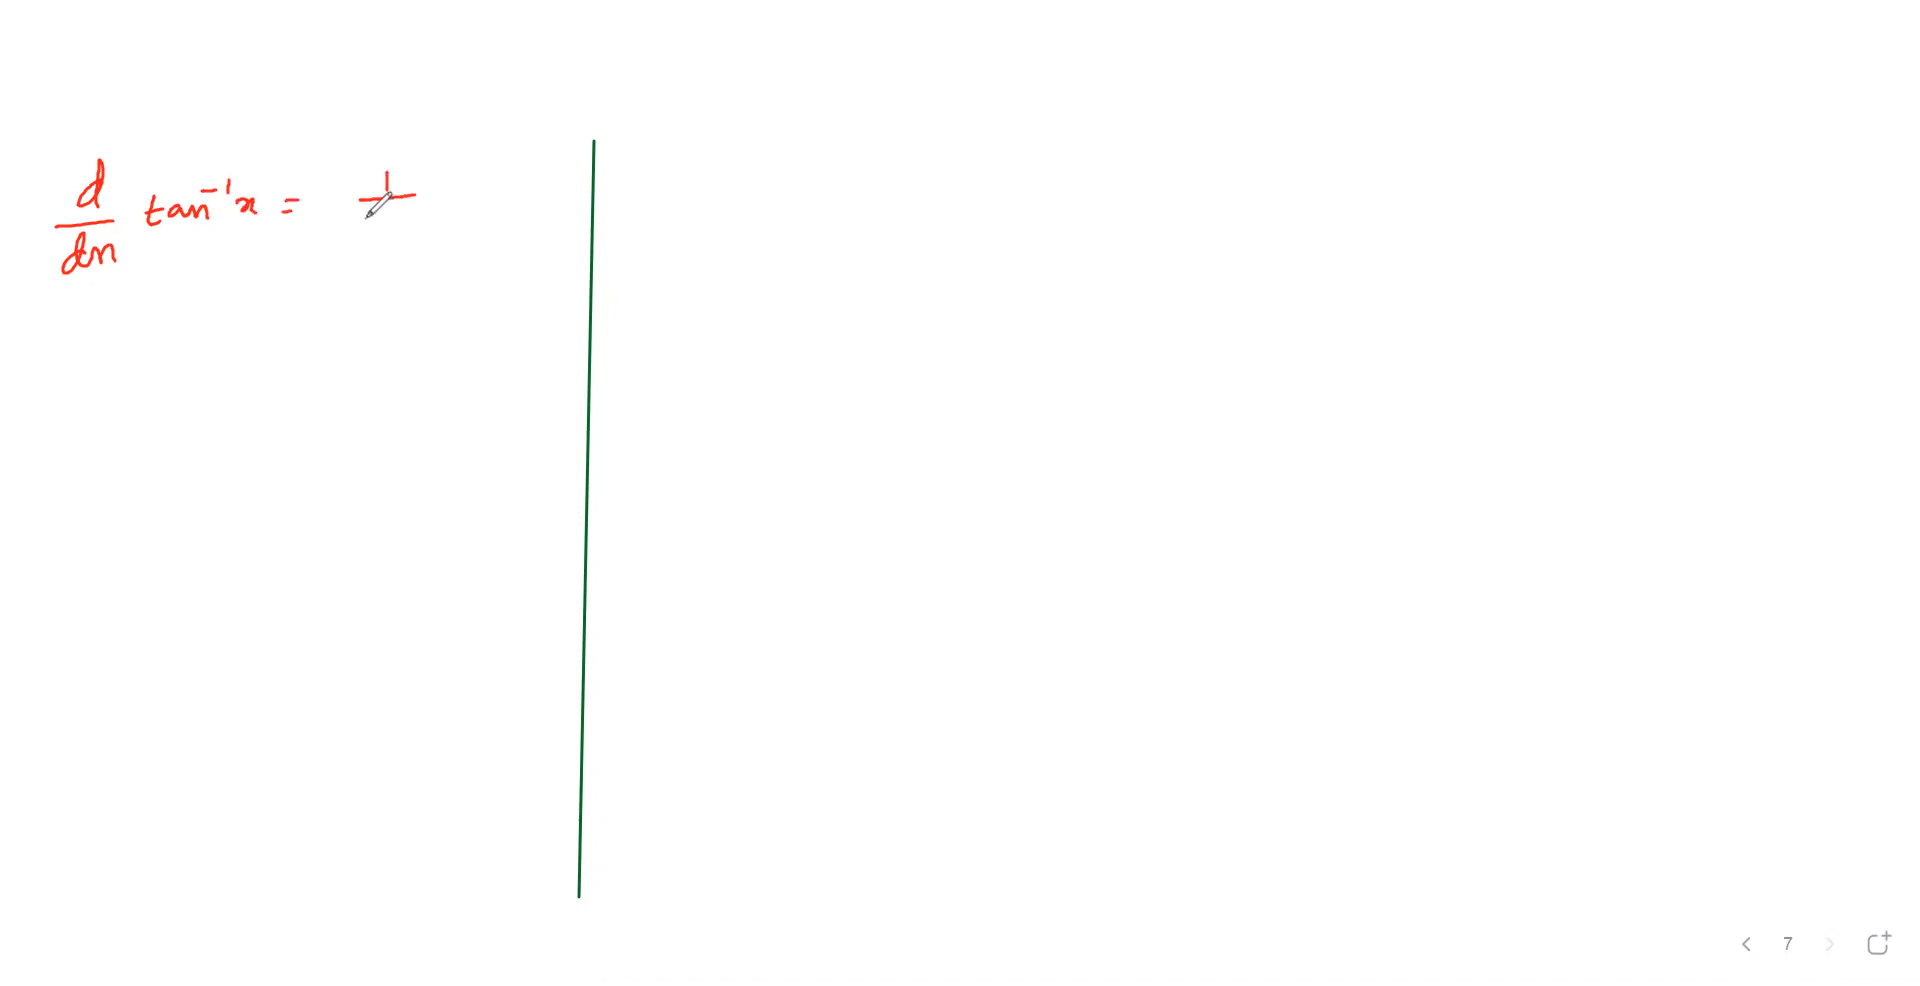 d/dx tan⁻¹x = 1/
7